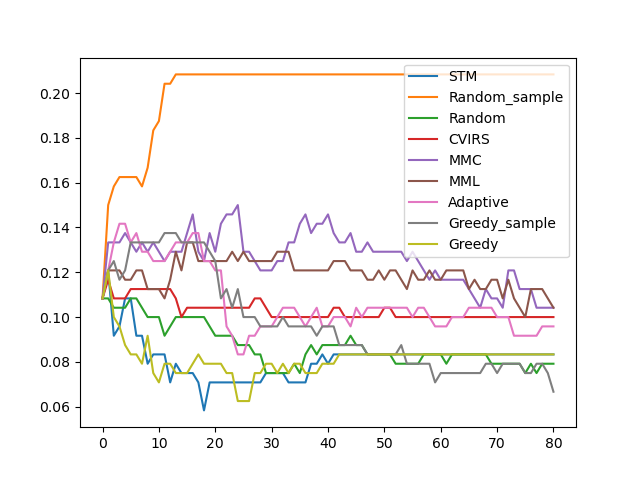 0.20
0.18
0.16
0.14
0.12
0.10
0.08
0.06
0 10 20 30 40 50 60 70 80
STM
Random_sample
Random
CVIRS
MMC
MML
Adaptive
Greedy_sample
Greedy